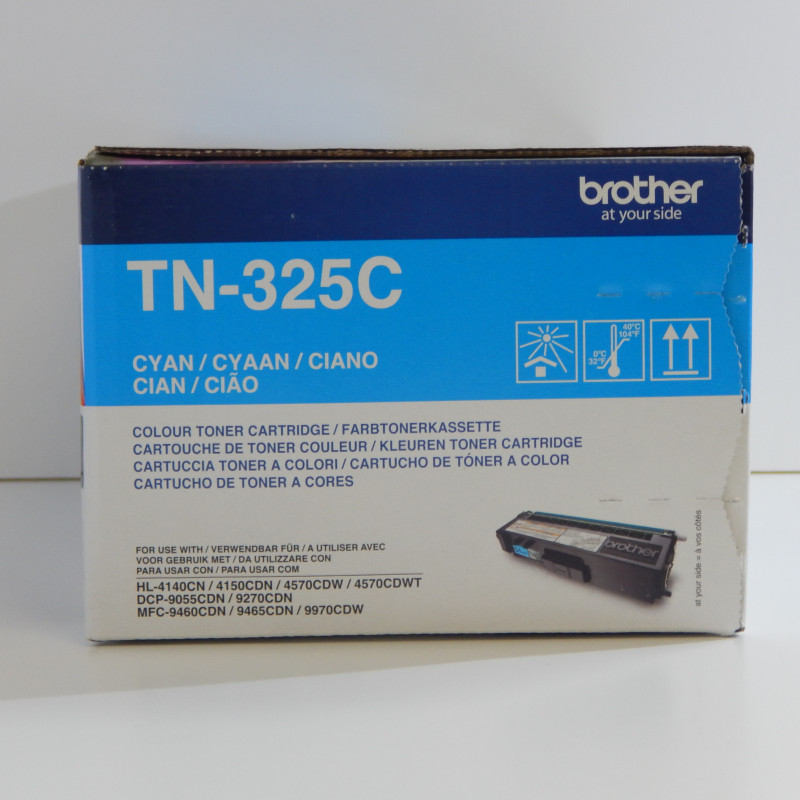 brother
at your side
TN-325C
CYAN / CYAAN / CIANO
CIAN / CIÃO
40°C
104°F
0°C
32°F
COLOUR TONER CARTRIDGE / FARBTONERKASSETTE
CARTOUCHE DE TONER COULEUR / KLEUREN TONER CARTRIDGE
CARTUCCIA TONER A COLORI / CARTUCHO DE TÓNER A COLOR
CARTUCHO DE TONER A CORES
FOR USE WITH / VERWENDBAR FÜR / A UTILISER AVEC
VOOR GEBRUIK MET / DA UTILIZZARE CON
PARA USAR CON / PARA USAR COM
HL-4140CN / 4150CDN / 4570CDW / 4570CDWT
DCP-9055CDN / 9270CDN
MFC-9460CDN / 9465CDN / 9970CDW
brother
at your side = à vos côtés